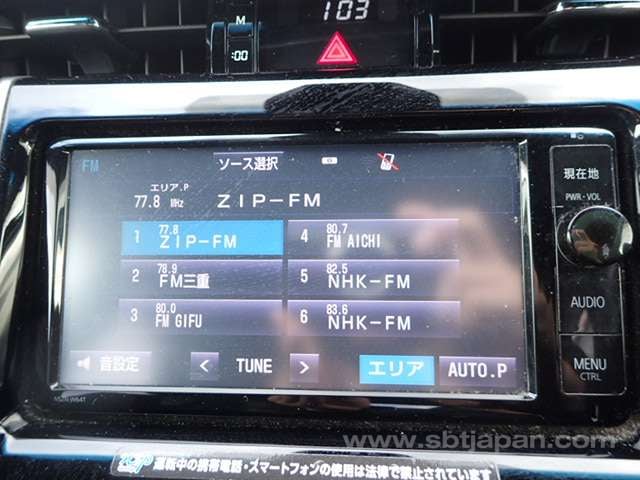 103
M
:00
FM ソース選択
エリア.P
77.8 MHz ZIP-FM
1 77.8 ZIP-FM
4 80.7 FM AICHI
2 78.9 FM三重
5 82.5 NHK-FM
3 80.0 FM GIFU
6 83.6 NHK-FM
音設定 < TUNE > エリア AUTO.P
現在地
PWR・VOL
AUDIO
MENU
CTRL
www.sbtjapan.com
運転中の携帯電話・スマートフォンの使用は法律で禁止されています